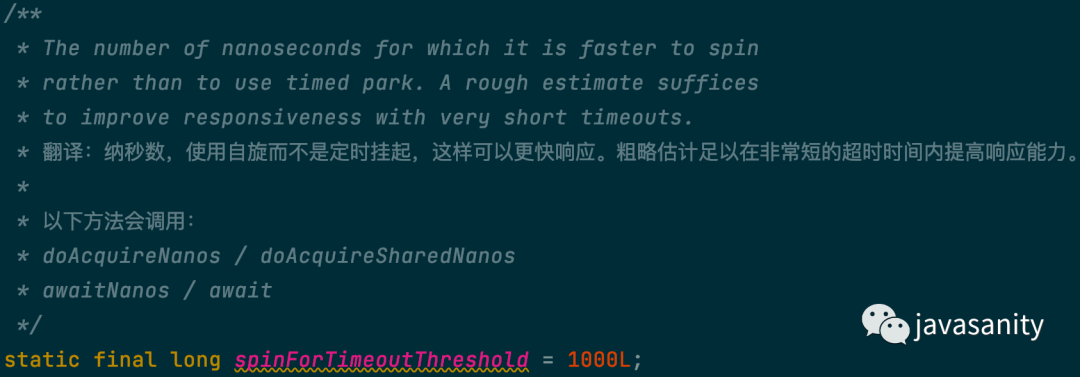 /**
 * The number of nanoseconds for which it is faster to spin
 * rather than to use timed park. A rough estimate suffices
 * to improve responsiveness with very short timeouts.
 * 翻译：纳秒数，使用自旋而不是定时挂起，这样可以更快响应。粗略估计足以在非常短的超时时间内提高响应能力。
 *
 * 以下方法会调用：
 * doAcquireNanos / doAcquireSharedNanos
 * awaitNanos / await
 */
javasanity
static final long spinForTimeoutThreshold = 1000L;